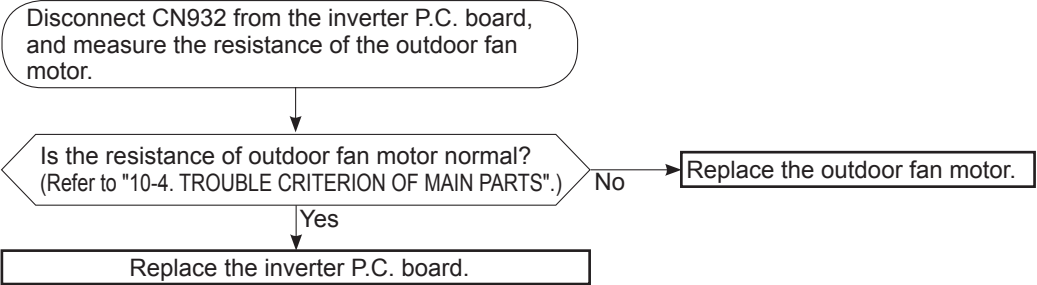 Disconnect CN932 from the inverter P.C. board,
and measure the resistance of the outdoor fan
motor.
Is the resistance of outdoor fan motor normal?
(Refer to "10-4. TROUBLE CRITERION OF MAIN PARTS".)
No
Replace the outdoor fan motor.
Yes
Replace the inverter P.C. board.